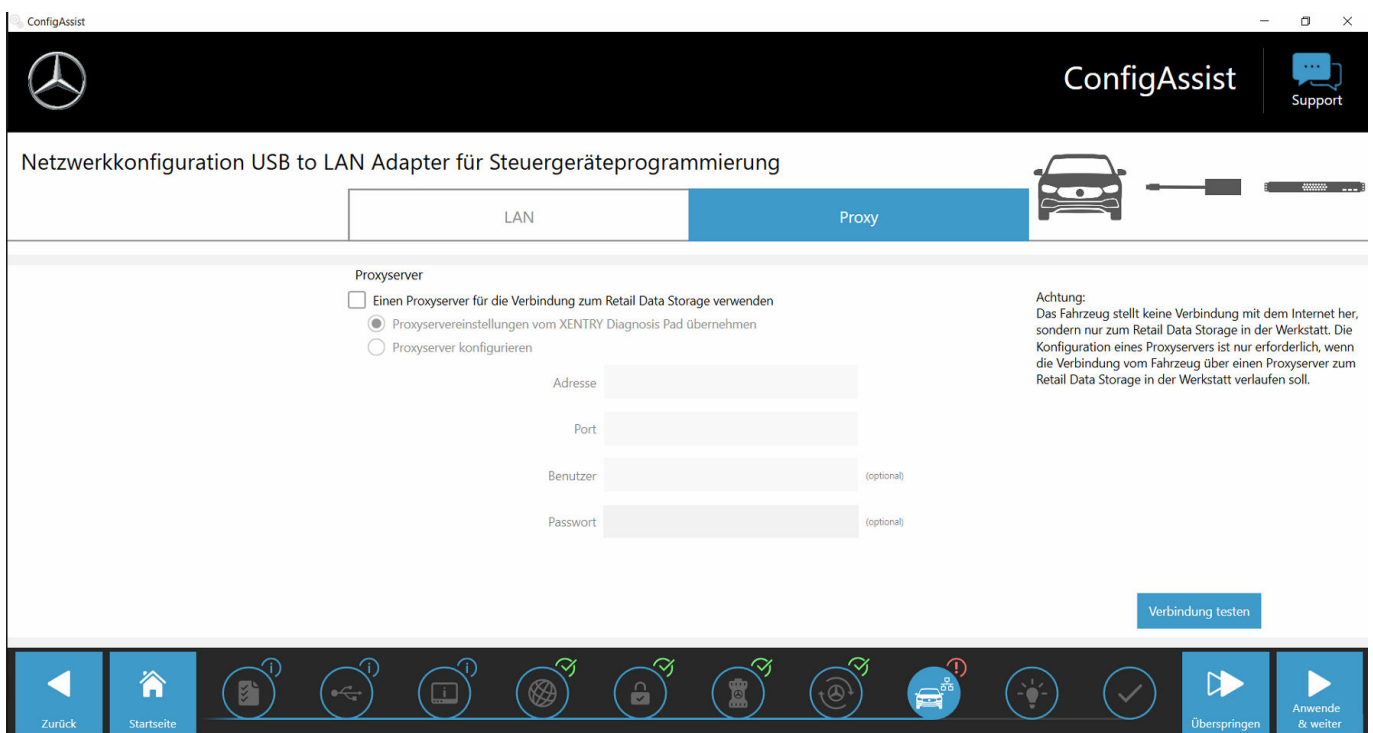 ConfigAssist
ConfigAssist
Support
Netzwerkkonfiguration USB to LAN Adapter für Steuergeräteprogrammierung
LAN
Proxy
Proxyserver
Einen Proxyserver für die Verbindung zum Retail Data Storage verwenden
Proxyservereinstellungen vom XENTRY Diagnosis Pad übernehmen
Proxyserver konfigurieren
Adresse
Port
Benutzer
(optional)
Passwort
(optional)
Achtung:
Das Fahrzeug stellt keine Verbindung mit dem Internet her,
sondern nur zum Retail Data Storage in der Werkstatt. Die
Konfiguration eines Proxyservers ist nur erforderlich, wenn
die Verbindung vom Fahrzeug über einen Proxyserver zum
Retail Data Storage in der Werkstatt verlaufen soll.
Verbindung testen
Zurück
Startseite
Überspringen
Anwende
& weiter